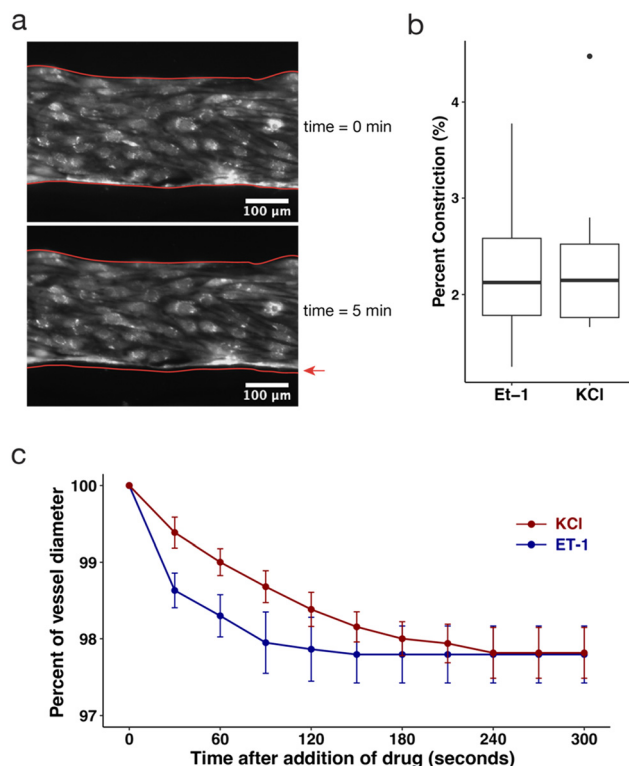 a
time = 0 min
100 µm
time = 5 min
100 µm
b
Percent Constriction (%)
4
3
2
Et–1
KCl
c
Percent of vessel diameter
100
99
98
97
KCl
ET-1
0
60
120
180
240
300
Time after addition of drug (seconds)